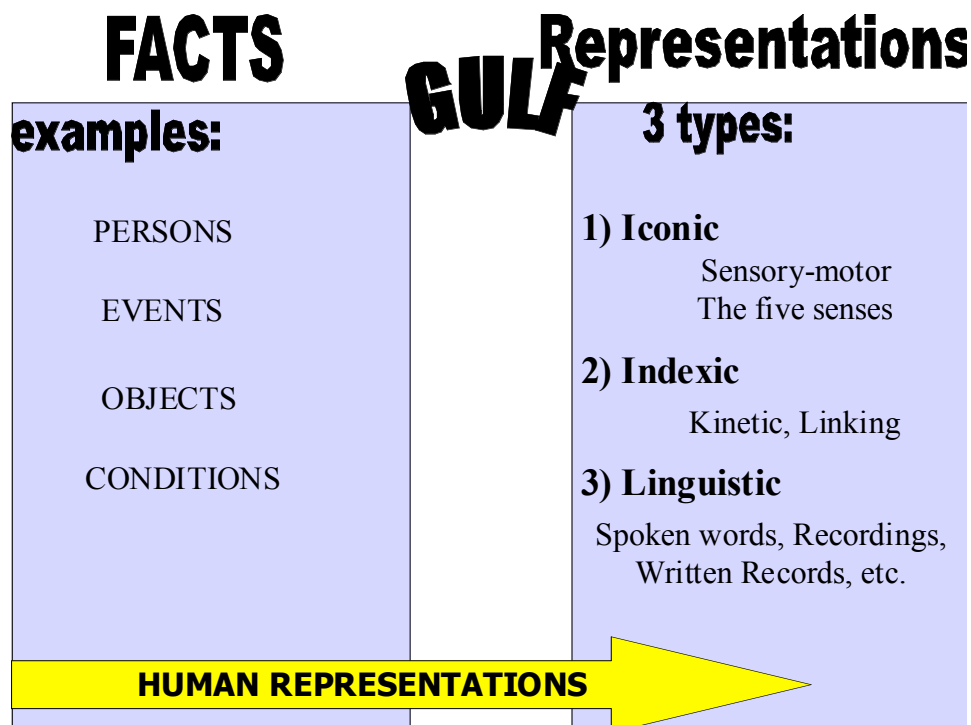 FACTS
examples:
PERSONS
EVENTS
OBJECTS
CONDITIONS
GULF
Representations
3 types:
1) Iconic
Sensory-motor
The five senses
2) Indexic
Kinetic, Linking
3) Linguistic
Spoken words, Recordings,
Written Records, etc.
HUMAN REPRESENTATIONS